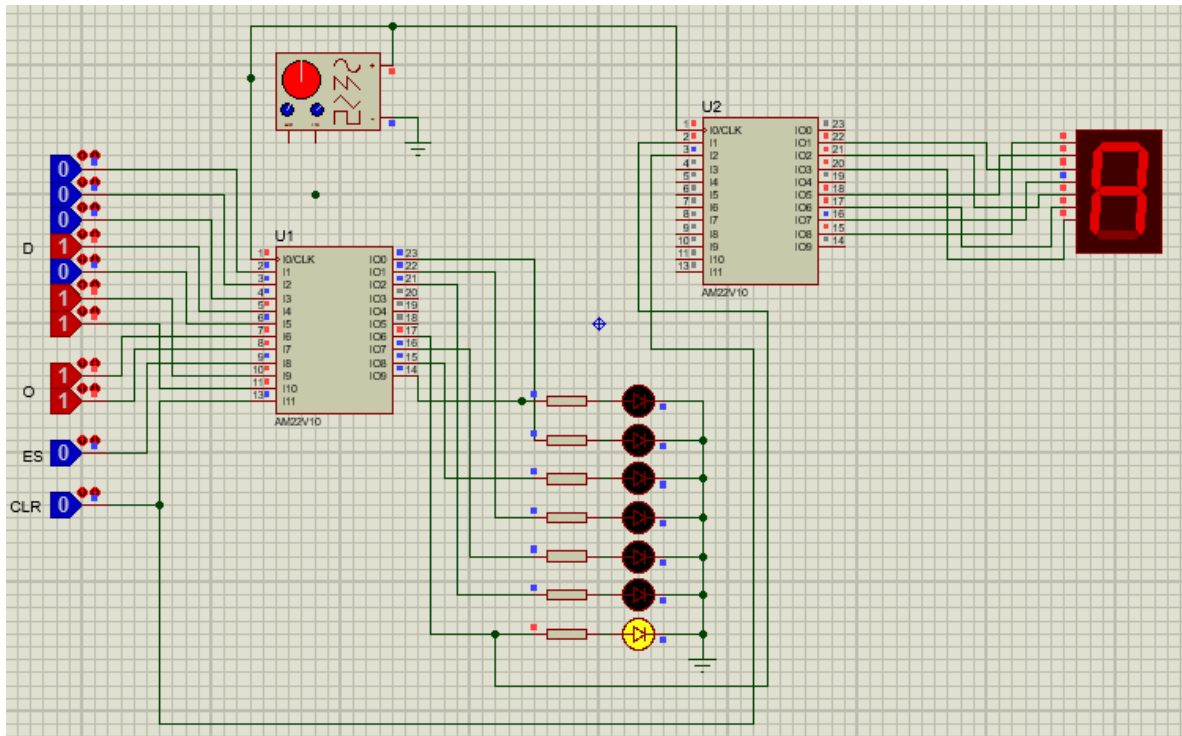 U2
1 I0/CLK IO0 23
2 I1 IO1 22
3 I2 IO2 21
4 I3 IO3 20
5 I4 IO4 19
6 I5 IO5 18
7 I6 IO6 17
8 I7 IO7 16
9 I8 IO8 15
10 I9 IO9 14
11 I10
13 I11
AM22V10
U1
1 I0/CLK IO0 23
2 I1 IO1 22
3 I2 IO2 21
4 I3 IO3 20
5 I4 IO4 19
6 I5 IO5 18
7 I6 IO6 17
8 I7 IO7 16
9 I8 IO8 15
10 I9 IO9 14
11 I10
13 I11
AM22V10
0
0
0
D 1
0
1
1
1
O 1
ES 0
CLR 0
A